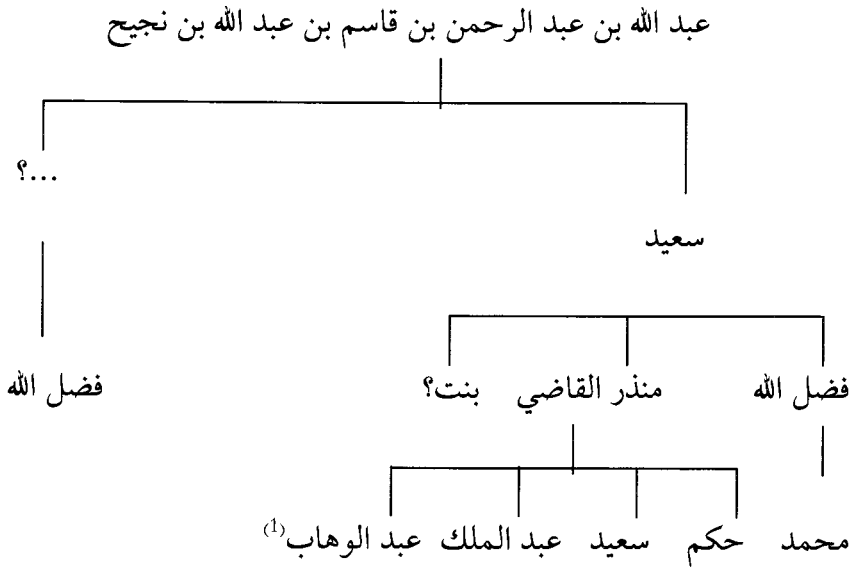 عبد الله بن عبد الرحمن بن قاسم بن عبد الله بن نجيح
...؟
سعيد
فضل الله منذر القاضي بنت؟ فضل الله
محمد حكم سعيد عبد الملك عبد الوهاب(1)